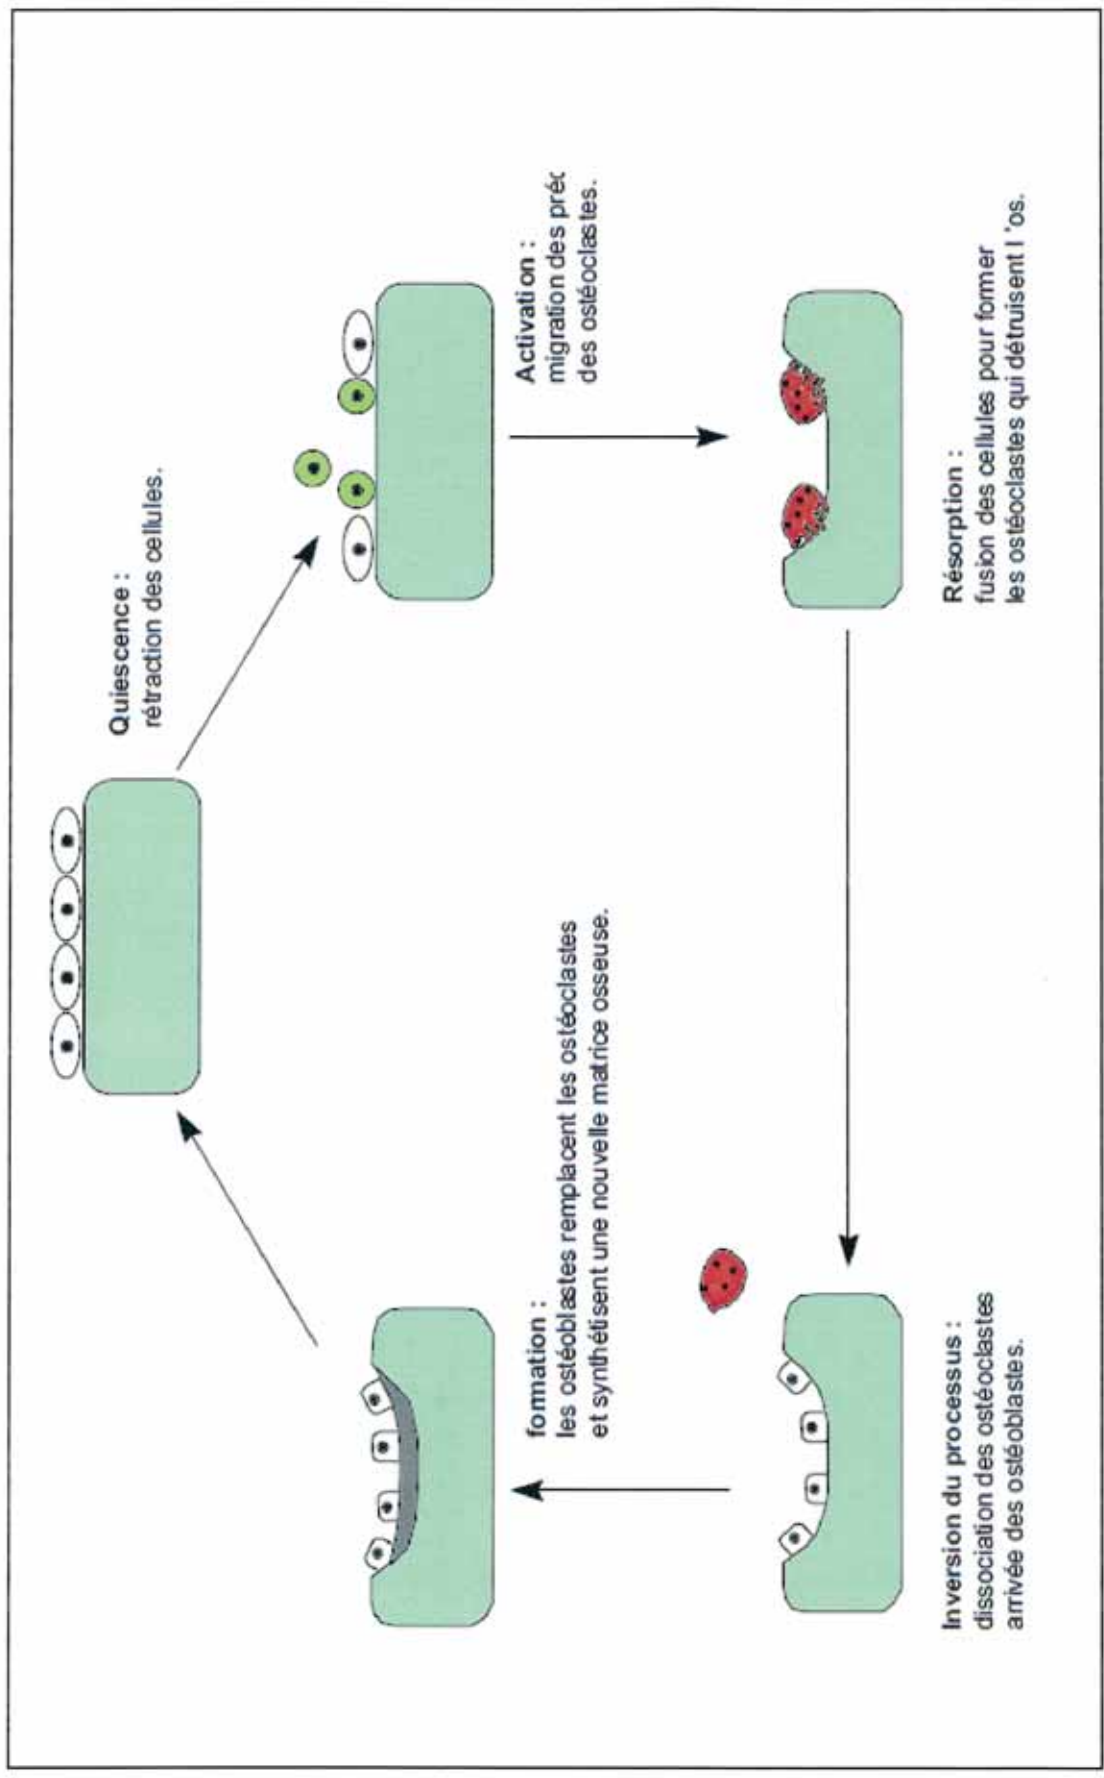 Quiescence :
rétraction des cellules.
Activation :
migration des préc
des ostéoclastes.
Résorption :
fusion des cellules pour former
les ostéoclastes qui détruisent l 'os.
Inversion du processus :
dissociation des ostéoclastes
arrivée des ostéoblastes.
formation :
les ostéoblastes remplacent les ostéoclastes
et synthétisent une nouvelle matrice osseuse.